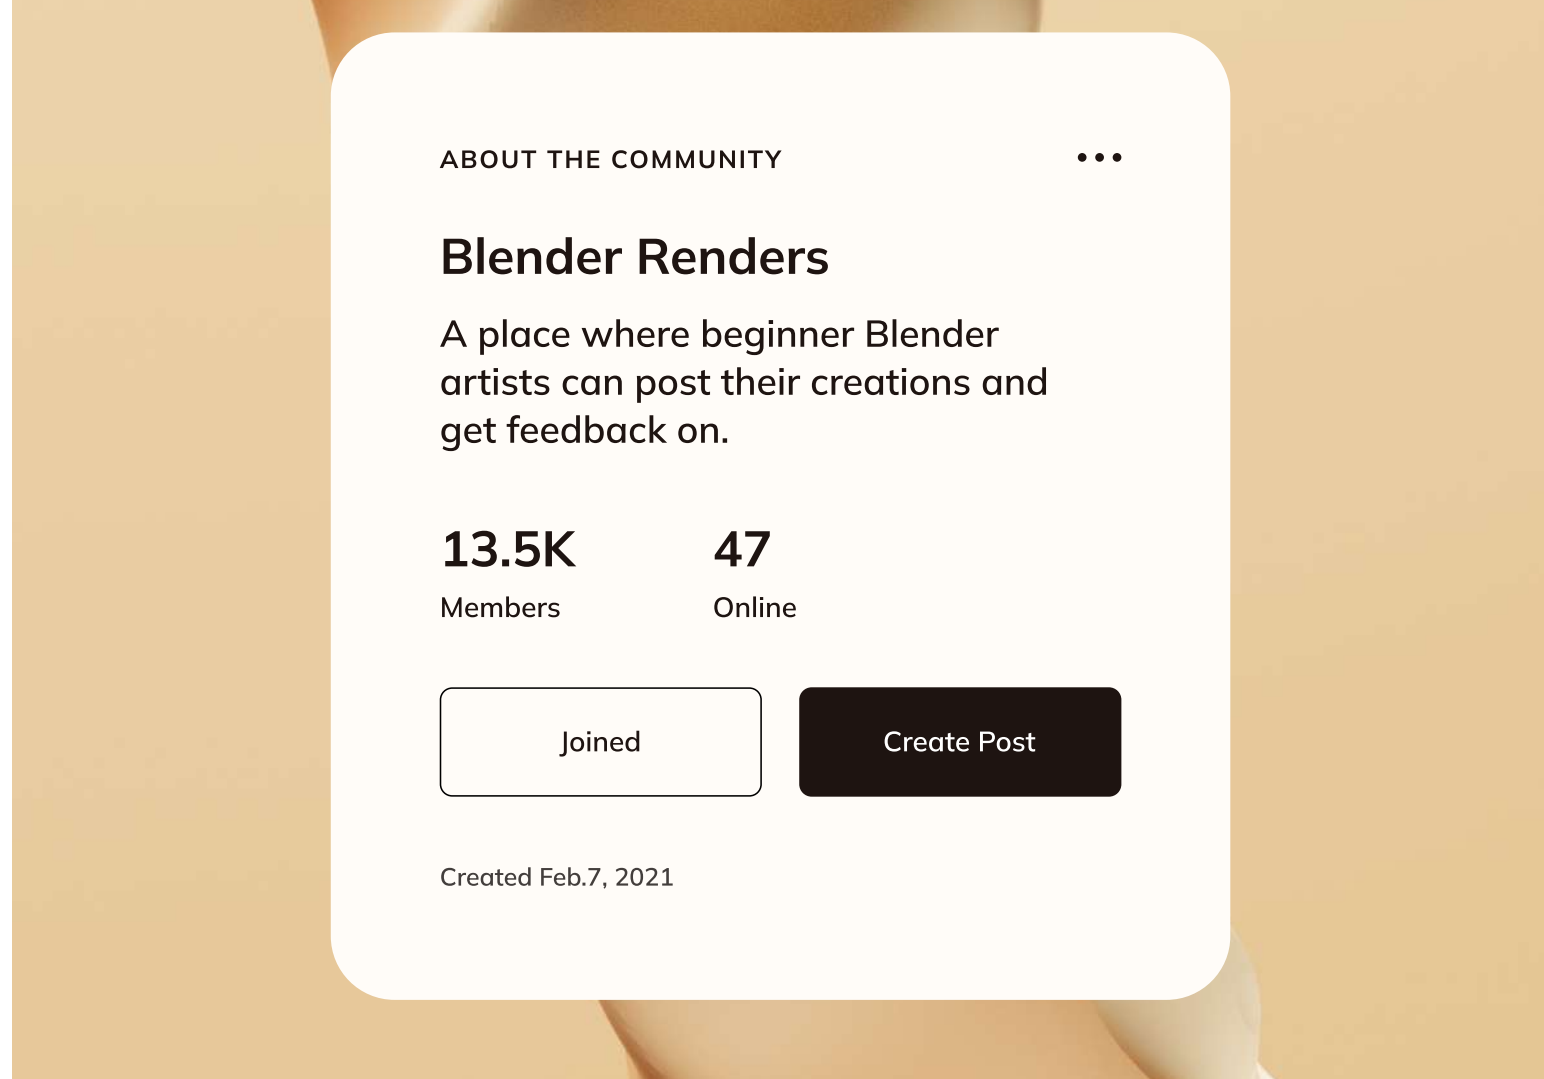 ABOUT THE COMMUNITY
Blender Renders
A place where beginner Blender
artists can post their creations and
get feedback on.
13.5K
47
Members
Online
Joined
Create Post
Created Feb.7, 2021